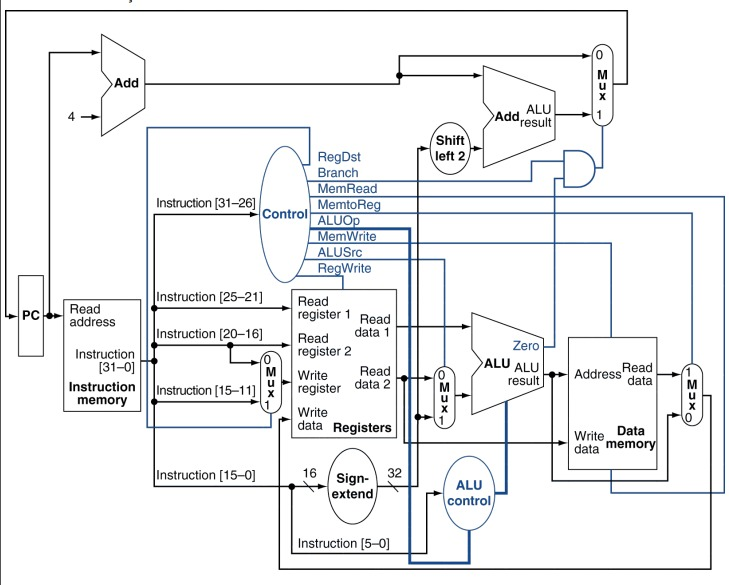 Add
4
0
M
u
x
1
Add
ALU
result
Shift
left 2
RegDst
Branch
MemRead
MemtoReg
ALUOp
MemWrite
ALUSrc
RegWrite
Control
Instruction [31–26]
Instruction [25–21]
Instruction [20–16]
Instruction [15–11]
Instruction [15–0]
Instruction [5–0]
PC
Read
address
Instruction
[31–0]
Instruction
memory
0
M
u
x
1
Read
register 1
Read
register 2
Write
register
Write
data
Read
data 1
Read
data 2
Registers
0
M
u
x
1
Zero
ALU
ALU
result
Address
Read
data
Write
data
Data
memory
1
M
u
x
0
16
Sign-
extend
32
ALU
control